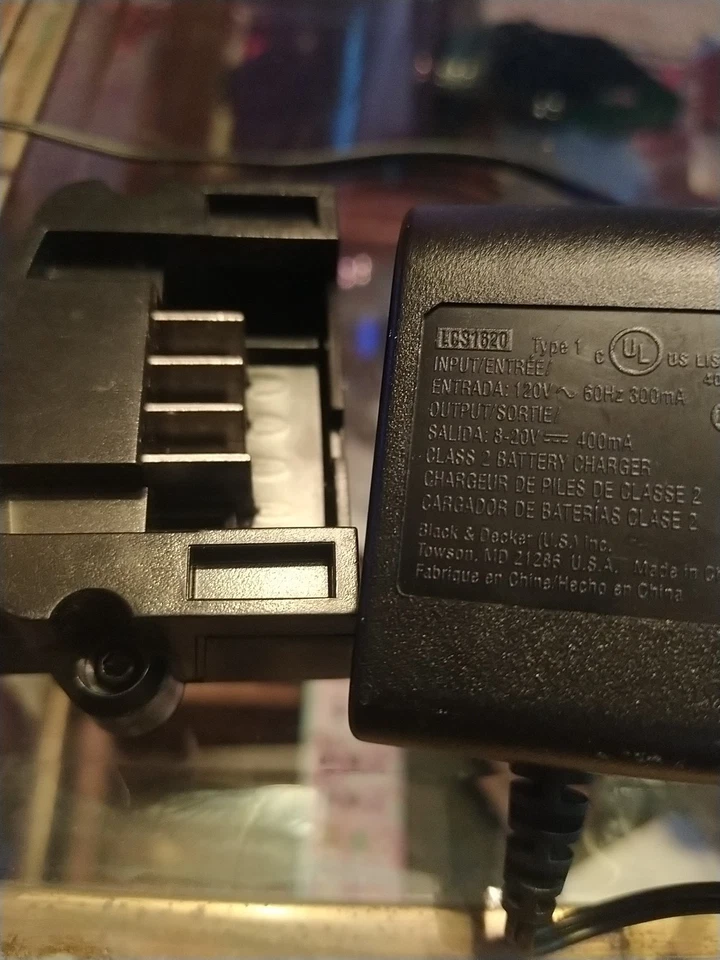 LCS1620 Type 1 C UL US LIS
INPUT/ENTRÉE/
ENTRADA: 120V ~ 60Hz 300mA
OUTPUT/SORTIE/
SALIDA: 8-20V ⎓ 400mA
CLASS 2 BATTERY CHARGER
CHARGEUR DE PILES DE CLASSE 2
CARGADOR DE BATERÍAS CLASE 2
Black & Decker (U.S.) Inc.
Towson, MD 21286 U.S.A. Made in Ch
Fabriqué en Chine/Hecho en China